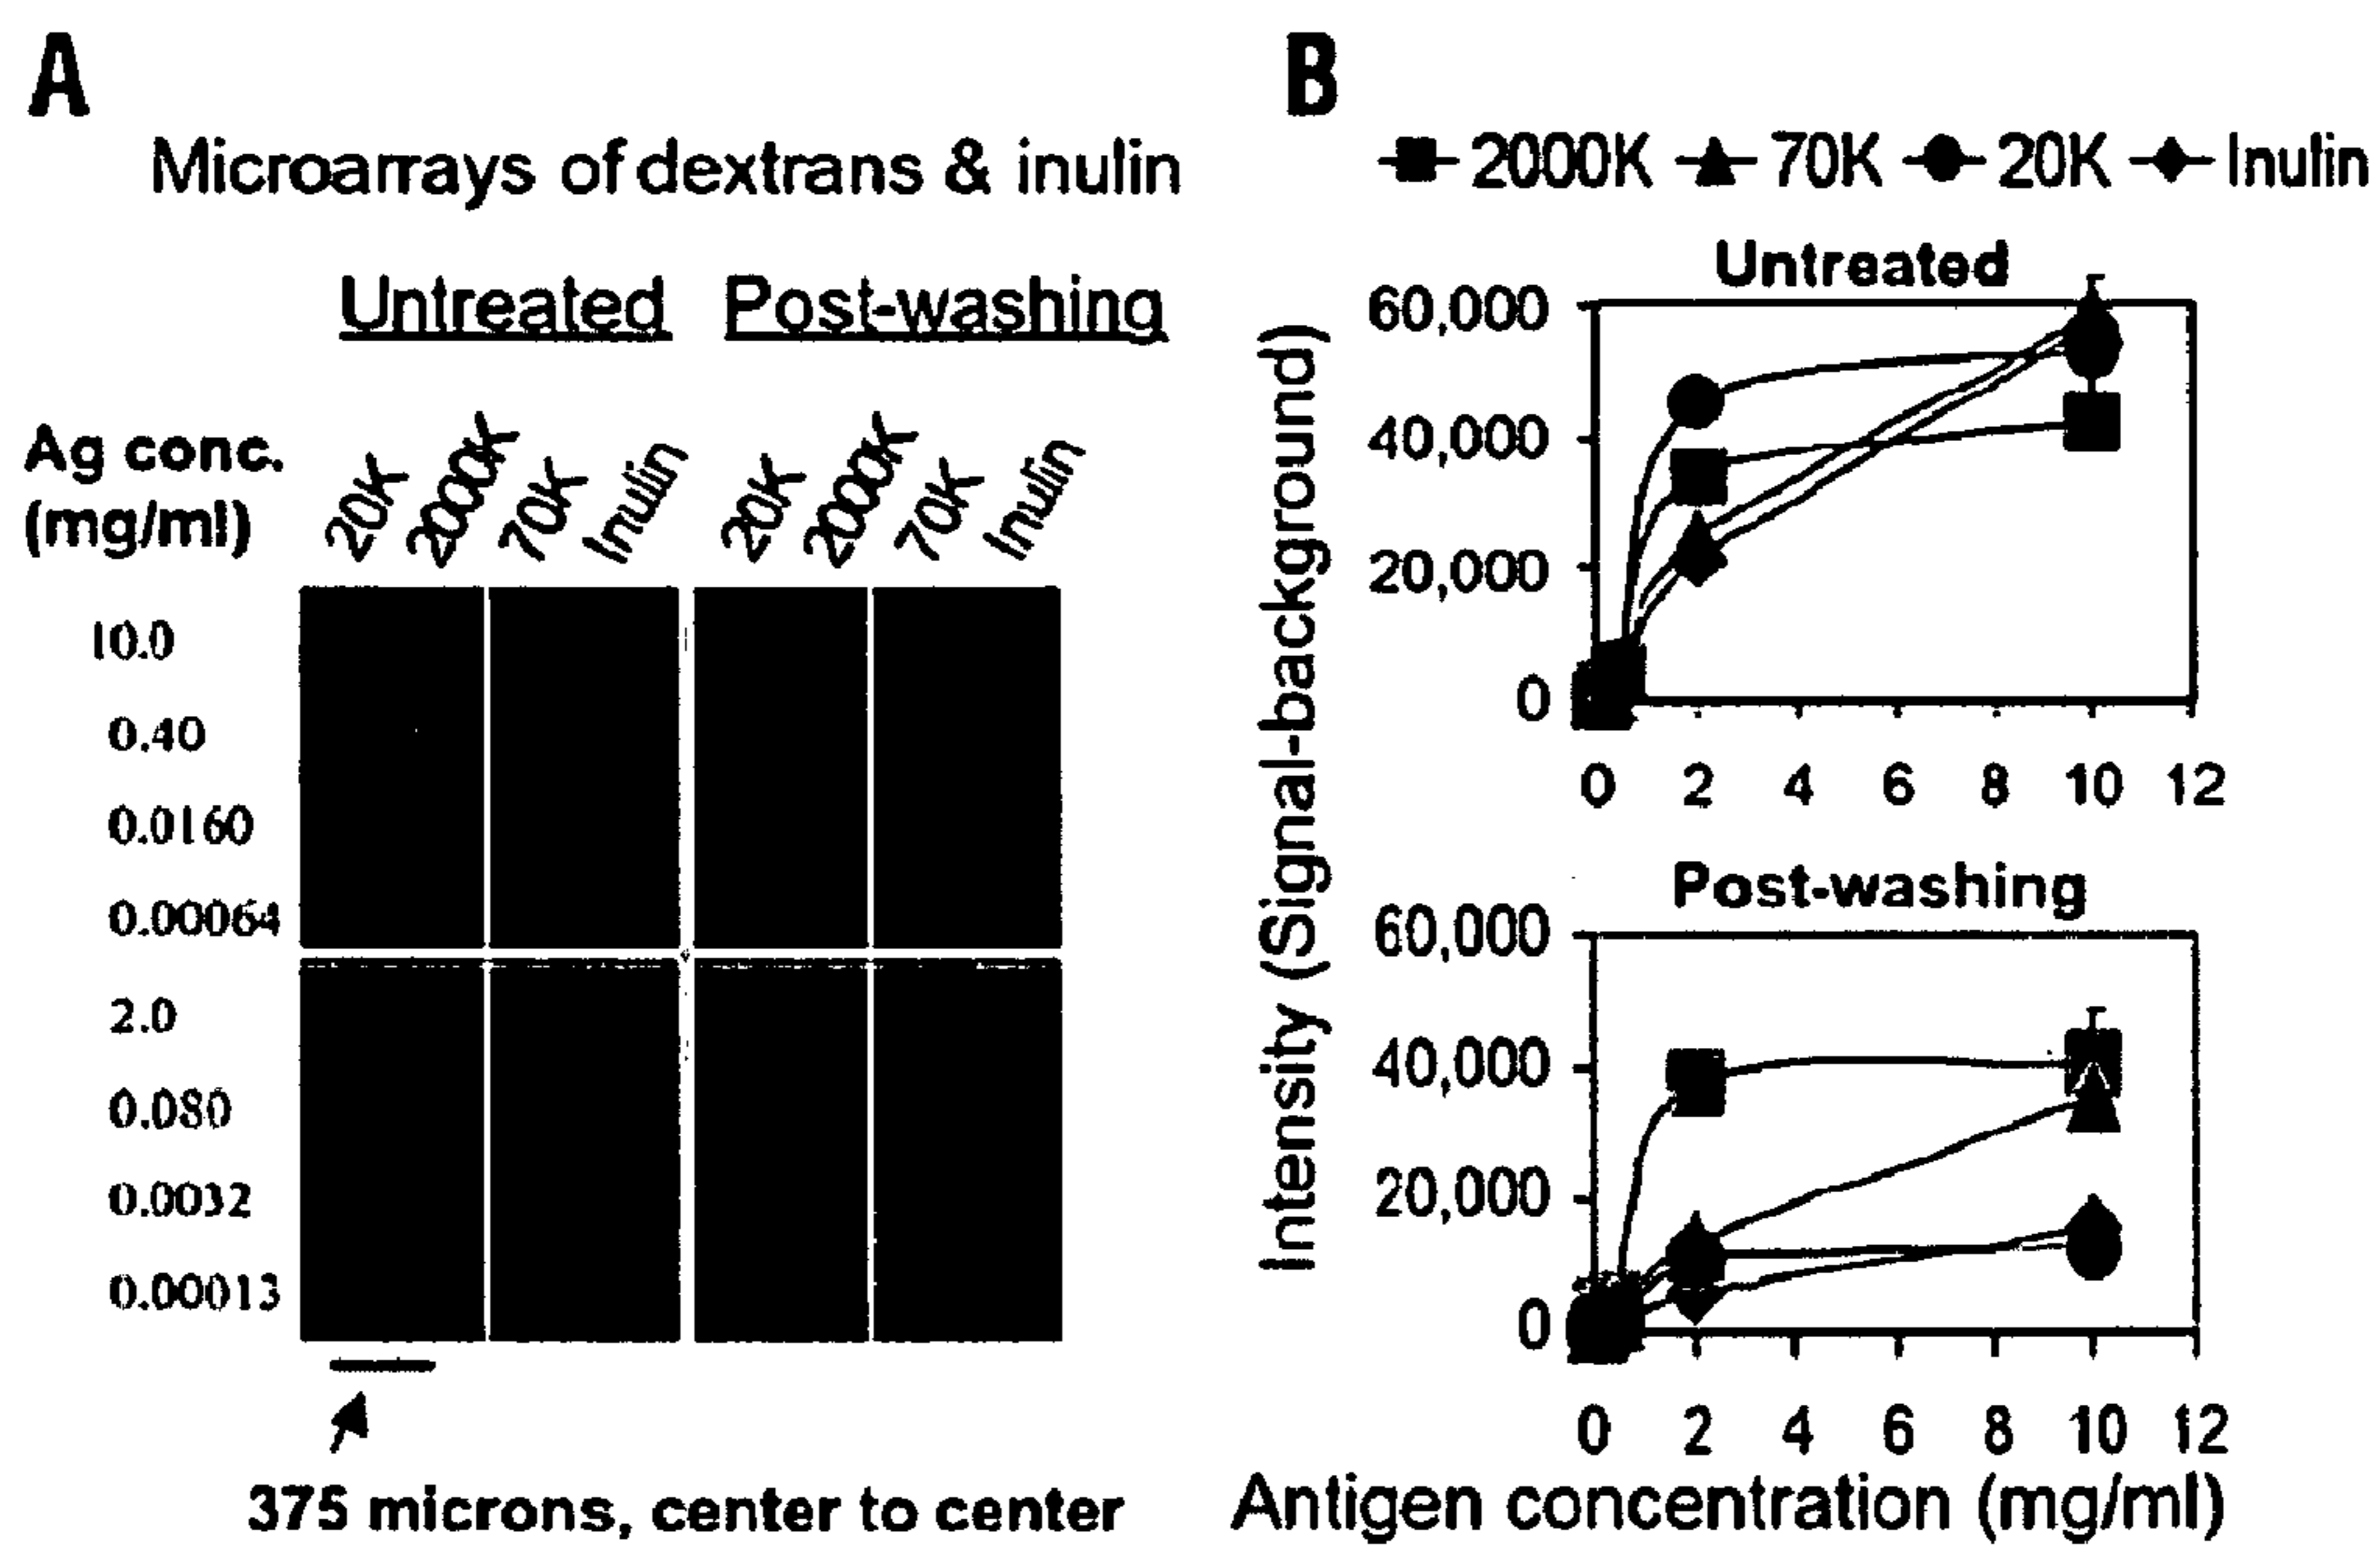 A
Microarrays of dextrans & inulin
Untreated Post-washing
Ag conc.
(mg/ml)
20K 2000K 70K Inulin 20K 2000K 70K Inulin
10.0
0.40
0.0160
0.00064
2.0
0.080
0.0032
0.00013
375 microns, center to center
B
2000K 70K 20K Inulin
Intensity (Signal-background)
Untreated
60,000
40,000
20,000
0
0 2 4 6 8 10 12
Post-washing
60,000
40,000
20,000
0
0 2 4 6 8 10 12
Antigen concentration (mg/ml)